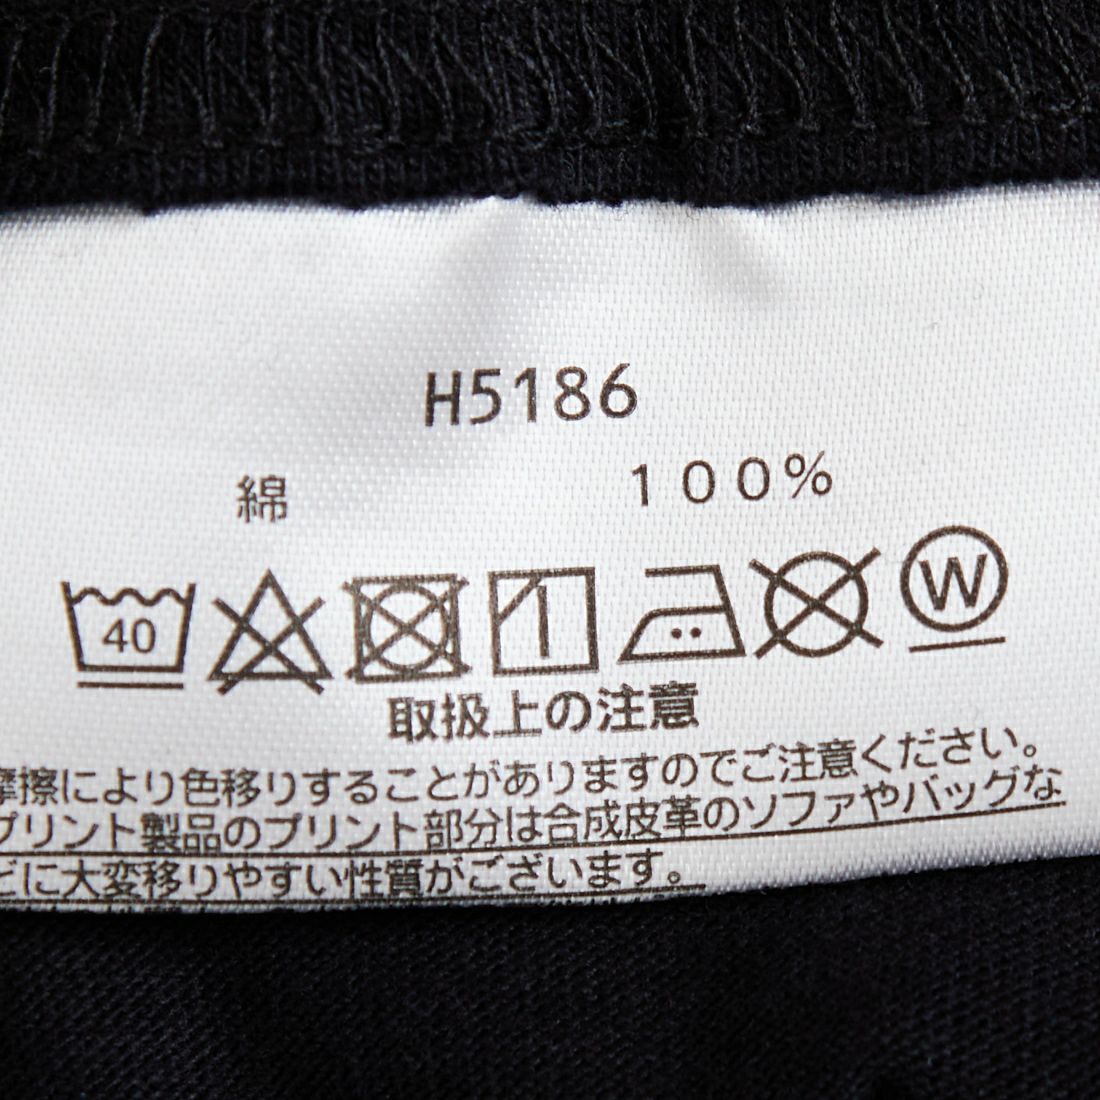 H5186
綿 100%
40 W
取扱上の注意
摩擦により色移りすることがありますのでご注意ください。
プリント製品のプリント部分は合成皮革のソファやバッグな
どに大変移りやすい性質がございます。